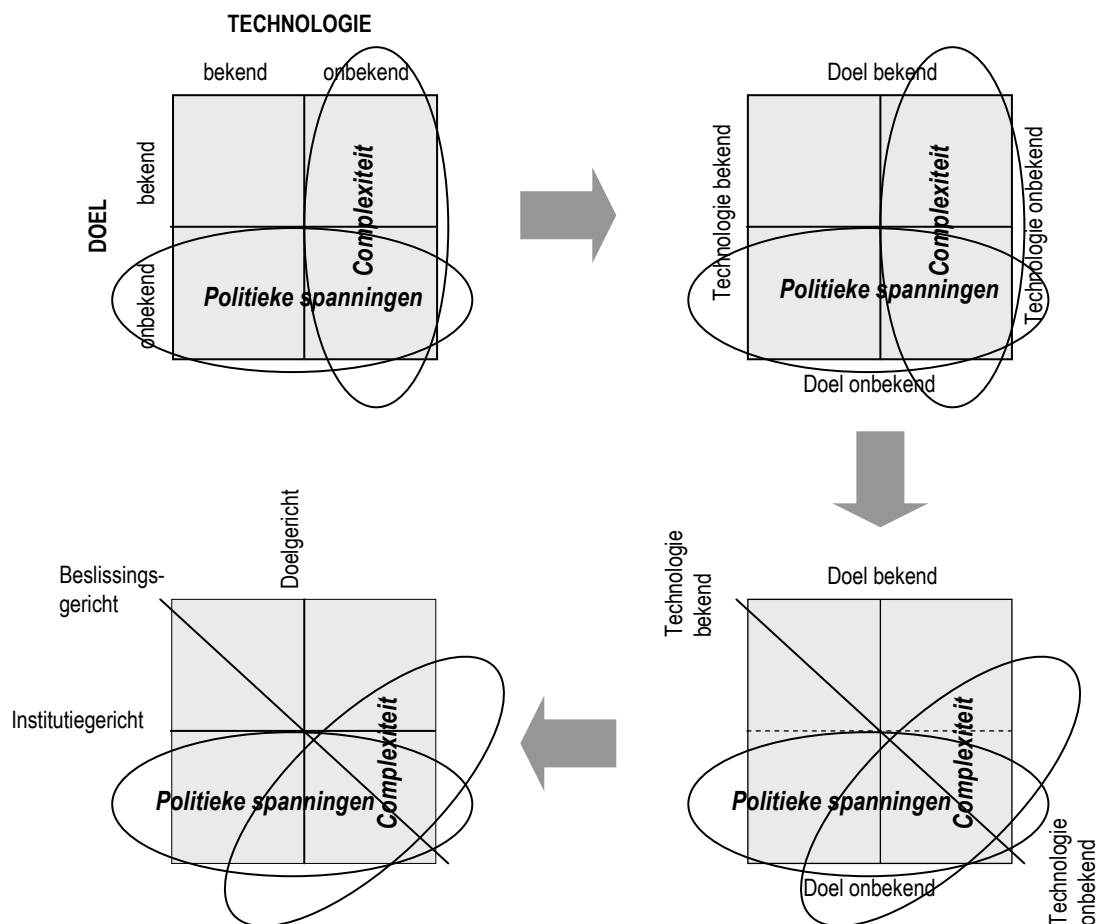 TECHNOLOGIE
bekend
onbekend
DOEL
bekend
onbekend
Complexiteit
Politieke spanningen
Doel bekend
Technologie bekend
Technologie onbekend
Complexiteit
Politieke spanningen
Doel onbekend
Doelgericht
Beslissings-
gericht
Institutiegericht
Complexiteit
Politieke spanningen
Technologie
bekend
Doel bekend
Complexiteit
Politieke spanningen
Doel onbekend
Technologie
onbekend